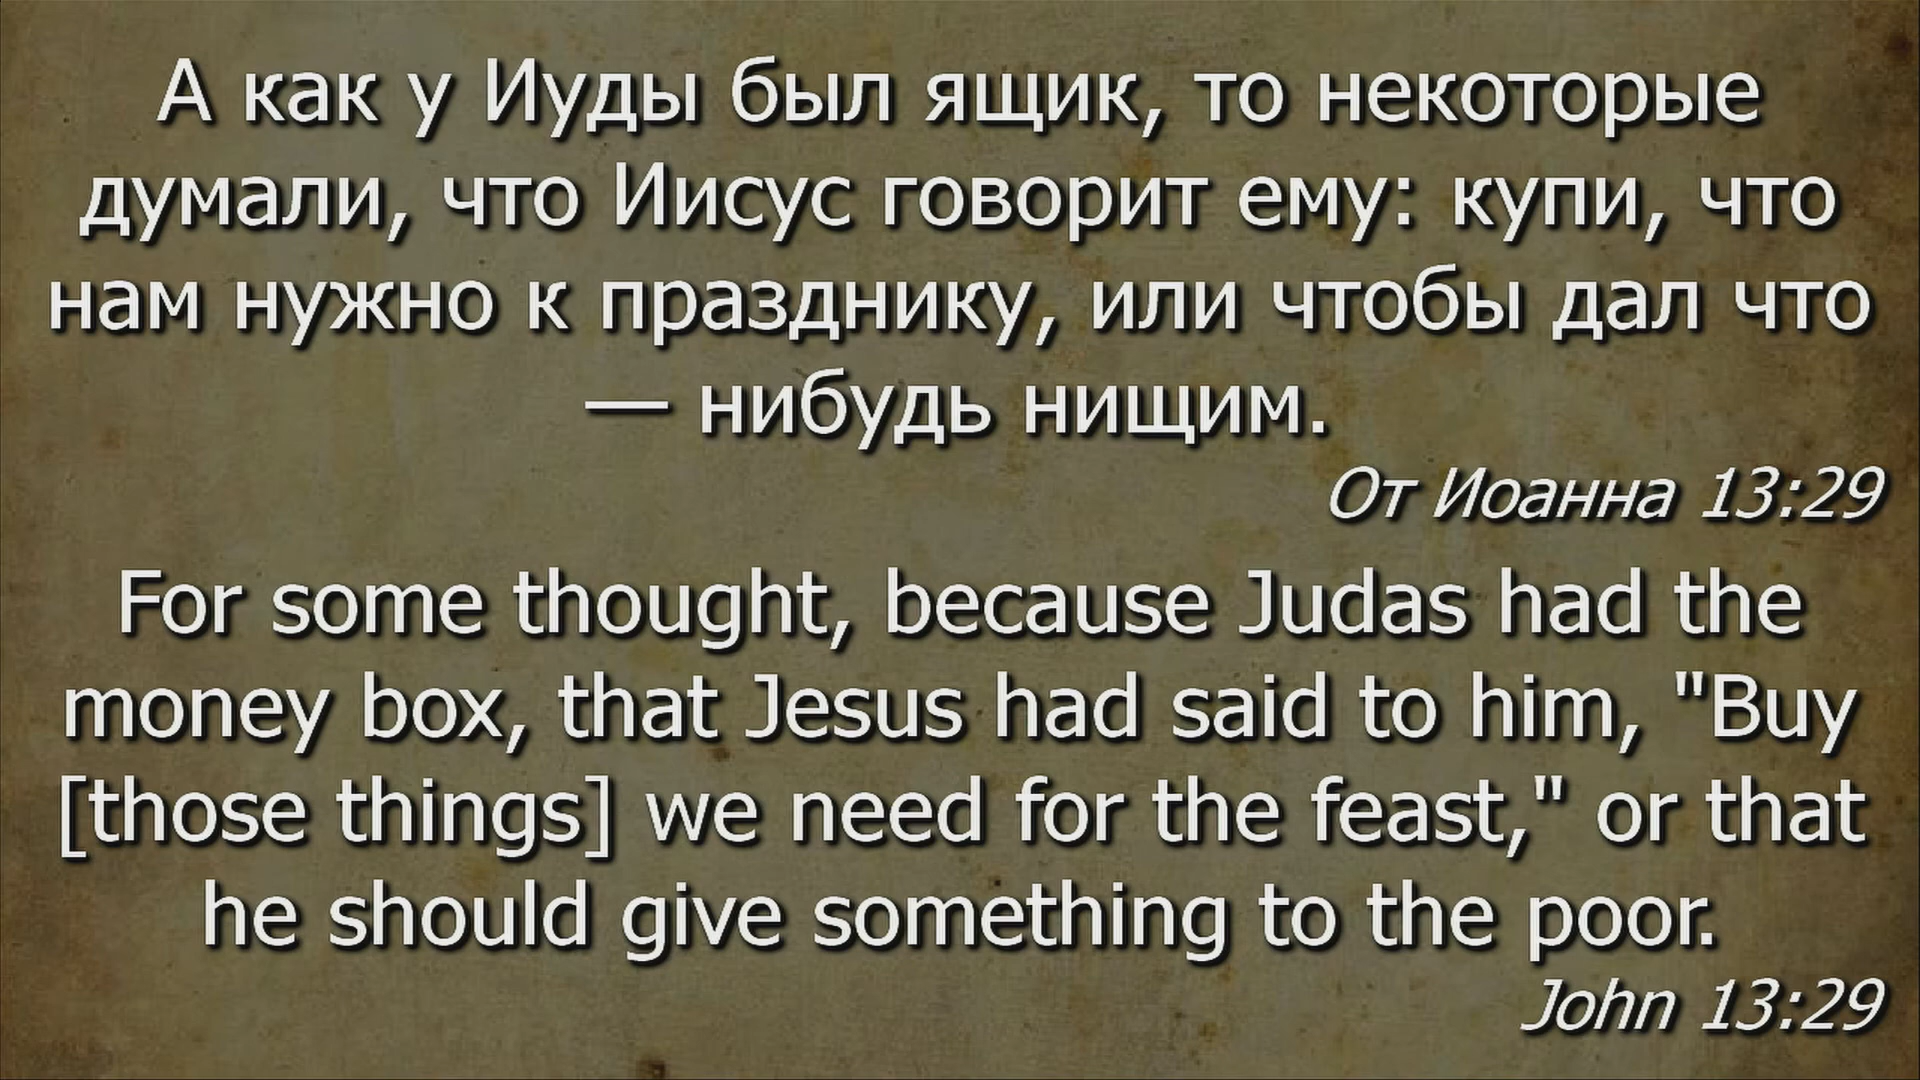 А как у Иуды был ящик, то некоторые
думали, что Иисус говорит ему: купи, что
нам нужно к празднику, или чтобы дал что
— нибудь нищим.
От Иоанна 13:29
For some thought, because Judas had the
money box, that Jesus had said to him, "Buy
[those things] we need for the feast," or that
he should give something to the poor.
John 13:29